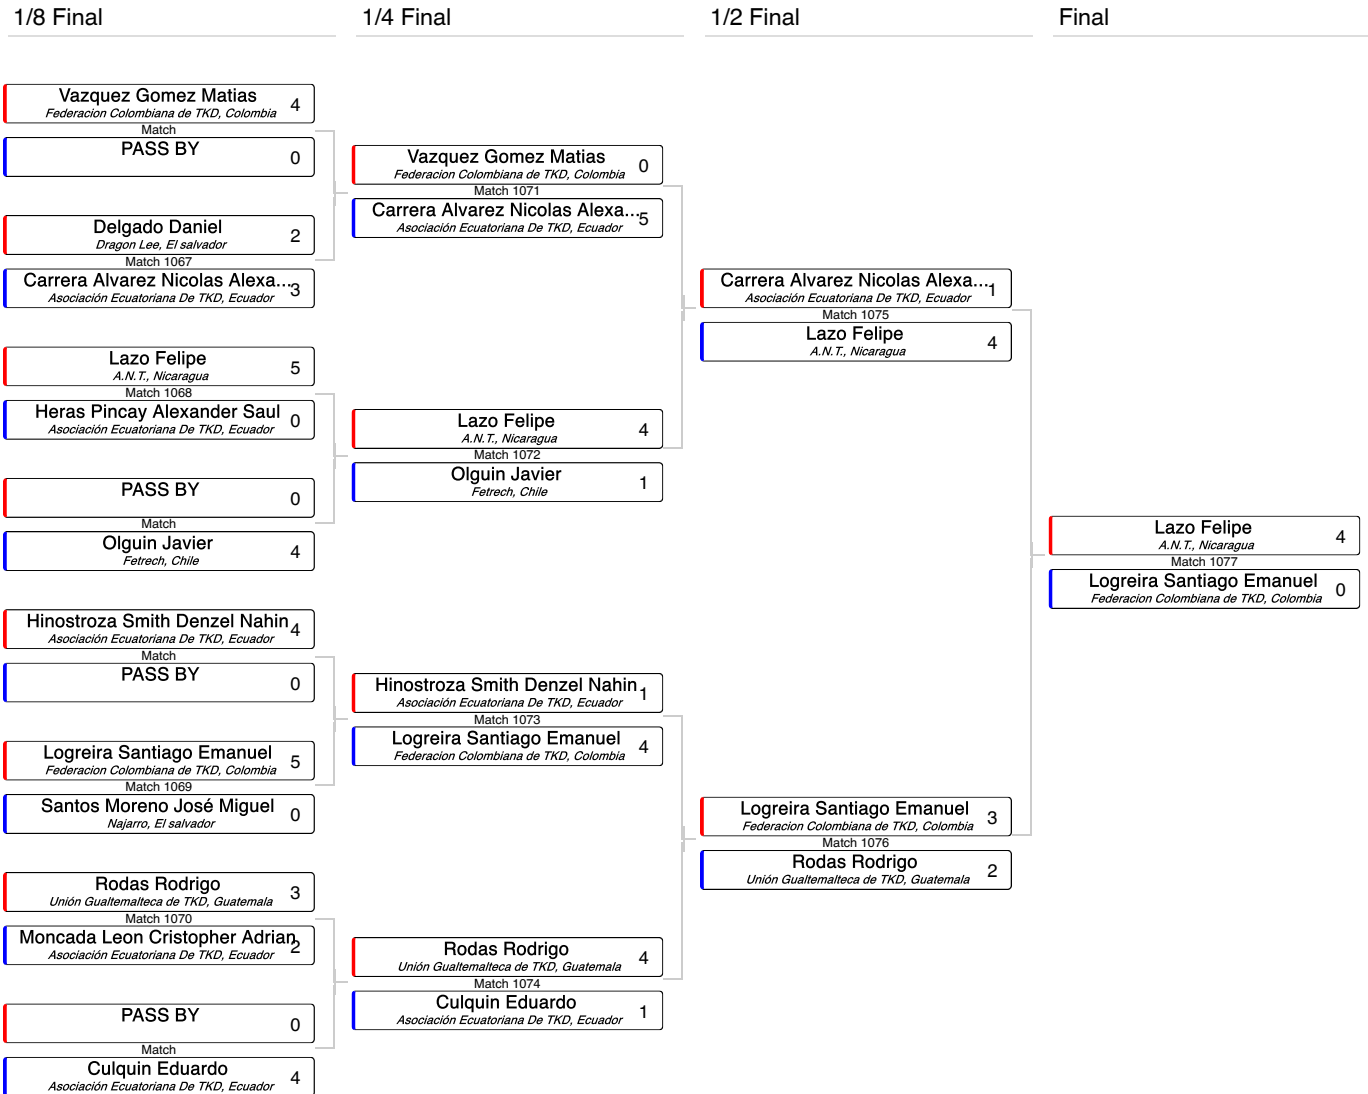 1/8 Final
1/4 Final
1/2 Final
Final
Vazquez Gomez Matias 4
Federacion Colombiana de TKD, Colombia
Match
PASS BY 0
Delgado Daniel 2
Dragon Lee, El salvador
Match 1067
Carrera Alvarez Nicolas Alexa... 3
Asociación Ecuatoriana De TKD, Ecuador
Lazo Felipe 5
A.N.T., Nicaragua
Match 1068
Heras Pincay Alexander Saul 0
Asociación Ecuatoriana De TKD, Ecuador
PASS BY 0
Match
Olguin Javier 4
Fetrech, Chile
Hinostroza Smith Denzel Nahin 4
Asociación Ecuatoriana De TKD, Ecuador
Match
PASS BY 0
Logreira Santiago Emanuel 5
Federacion Colombiana de TKD, Colombia
Match 1069
Santos Moreno José Miguel 0
Najarro, El salvador
Rodas Rodrigo 3
Unión Gualtemalteca de TKD, Guatemala
Match 1070
Moncada Leon Cristopher Adrian 2
Asociación Ecuatoriana De TKD, Ecuador
PASS BY 0
Match
Culquin Eduardo 4
Asociación Ecuatoriana De TKD, Ecuador
Vazquez Gomez Matias 0
Federacion Colombiana de TKD, Colombia
Match 1071
Carrera Alvarez Nicolas Alexa... 5
Asociación Ecuatoriana De TKD, Ecuador
Lazo Felipe 4
A.N.T., Nicaragua
Match 1072
Olguin Javier 1
Fetrech, Chile
Hinostroza Smith Denzel Nahin 1
Asociación Ecuatoriana De TKD, Ecuador
Match 1073
Logreira Santiago Emanuel 4
Federacion Colombiana de TKD, Colombia
Rodas Rodrigo 4
Unión Gualtemalteca de TKD, Guatemala
Match 1074
Culquin Eduardo 1
Asociación Ecuatoriana De TKD, Ecuador
Carrera Alvarez Nicolas Alexa... 1
Asociación Ecuatoriana De TKD, Ecuador
Match 1075
Lazo Felipe 4
A.N.T., Nicaragua
Logreira Santiago Emanuel 3
Federacion Colombiana de TKD, Colombia
Match 1076
Rodas Rodrigo 2
Unión Gualtemalteca de TKD, Guatemala
Lazo Felipe 4
A.N.T., Nicaragua
Match 1077
Logreira Santiago Emanuel 0
Federacion Colombiana de TKD, Colombia